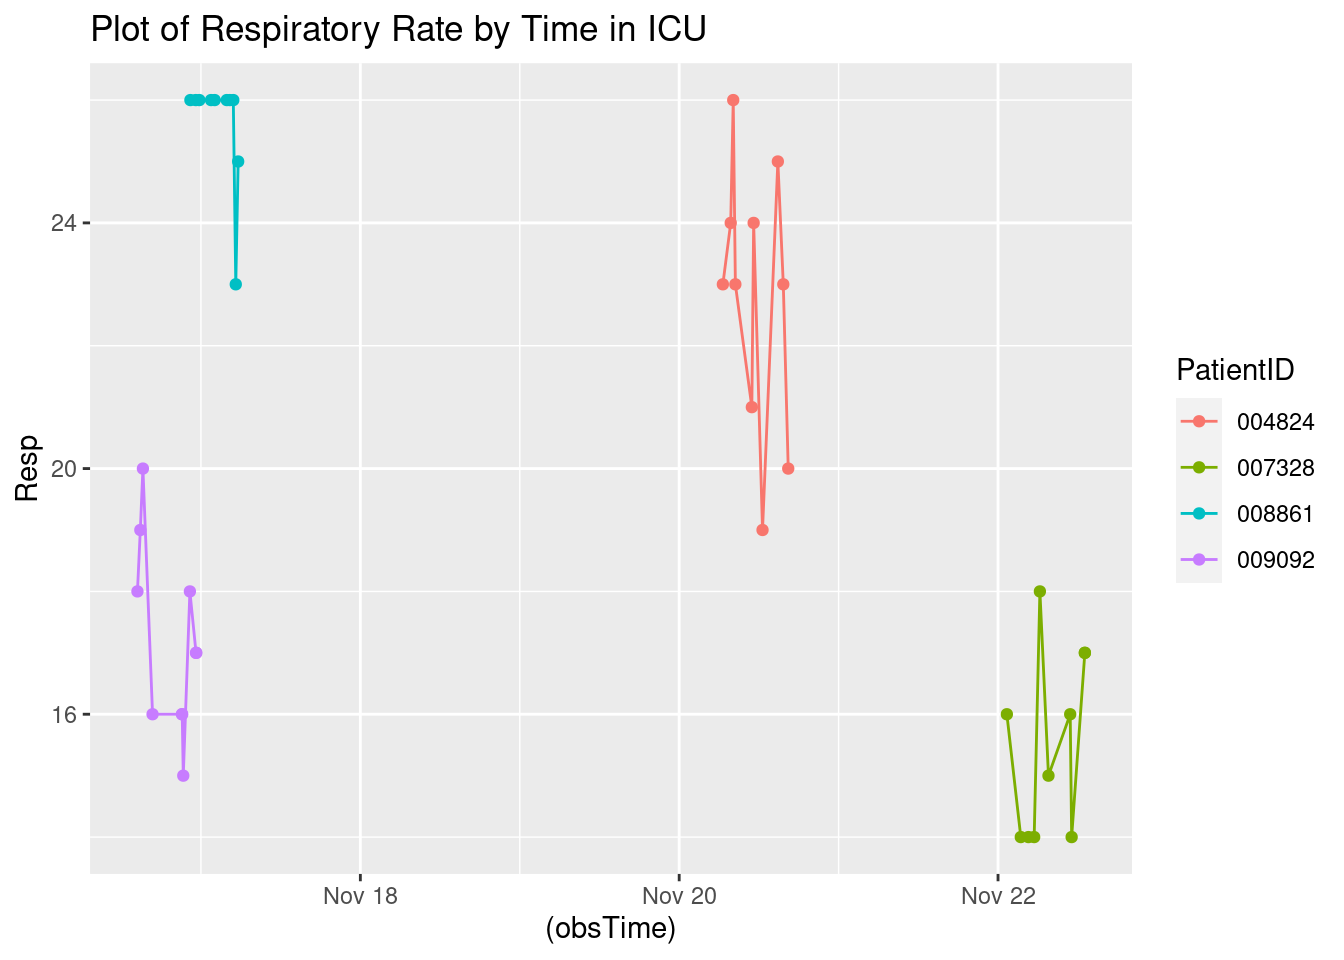 Plot of Respiratory Rate by Time in ICU
24
20
16
Resp
Nov 18
Nov 20
Nov 22
(obsTime)
PatientID
004824
007328
008861
009092